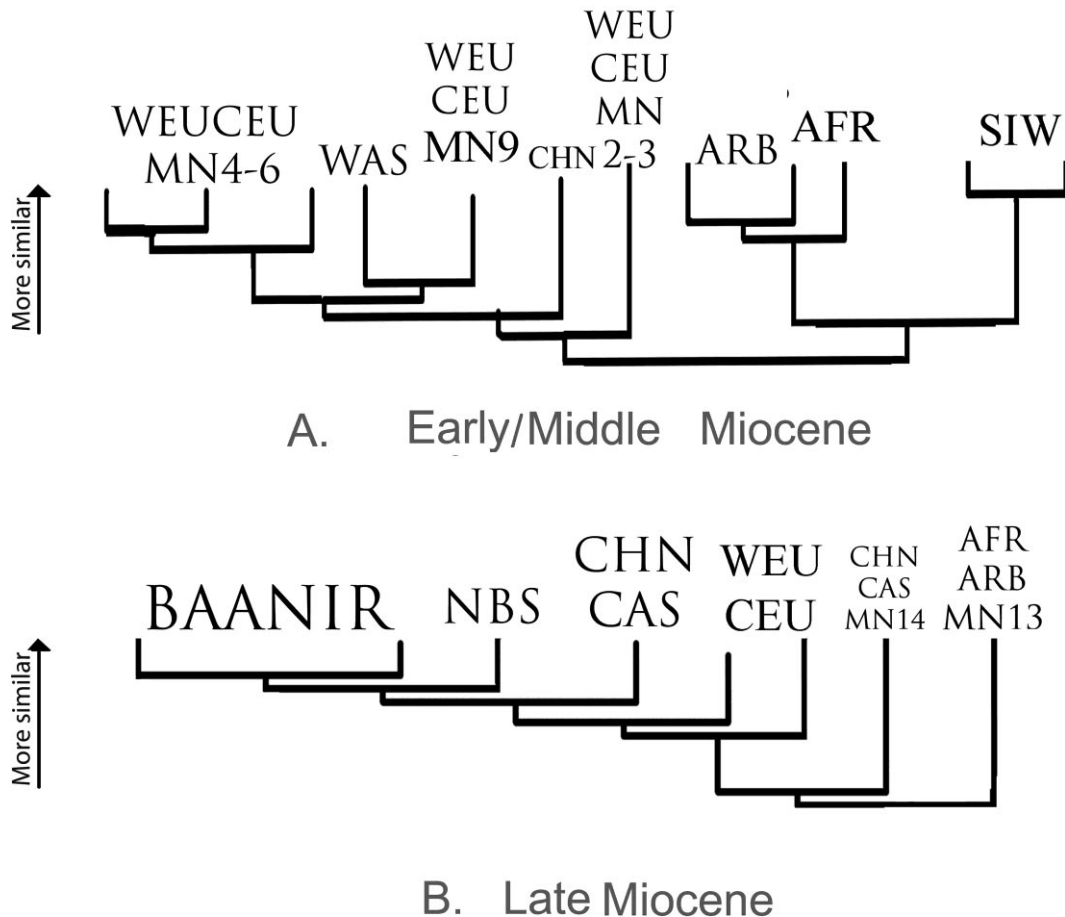 WEUCEU
MN4-6
WAS
WEU
CEU
MN9
CHN
WEU
CEU
MN
2-3
ARB
AFR
SIW
More similar
A. Early/Middle Miocene
BAANIR
NBS
CHN
CAS
WEU
CEU
CHN
CAS
MN14
AFR
ARB
MN13
More similar
B. Late Miocene